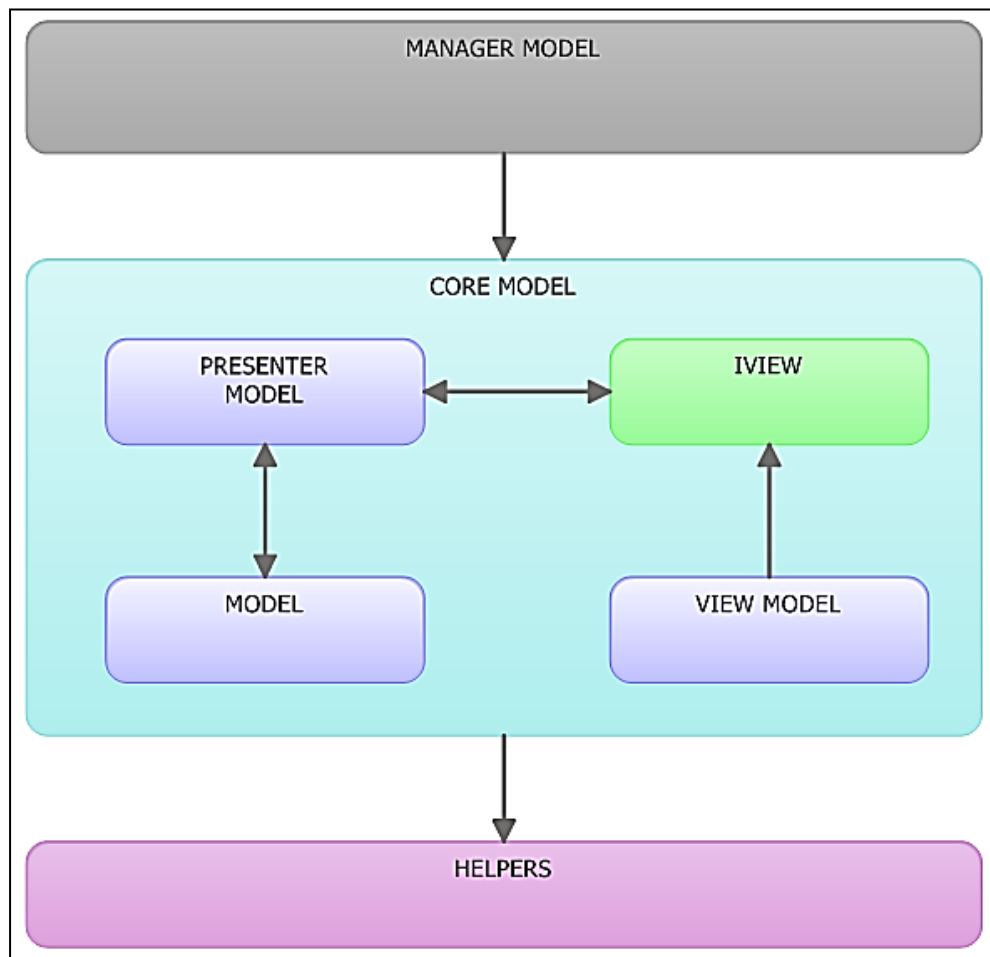 MANAGER MODEL
CORE MODEL
PRESENTER
MODEL
IVIEW
MODEL
VIEW MODEL
HELPERS